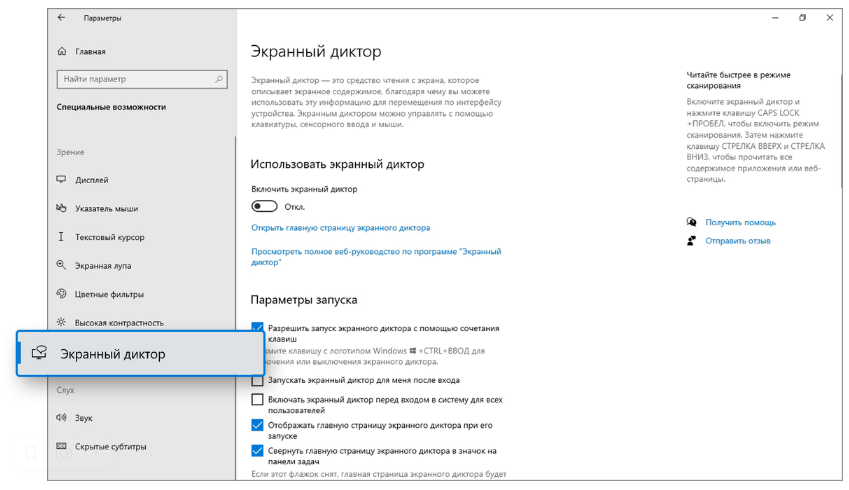 Параметры
Главная
Найти параметр
Специальные возможности
Зрение
Дисплей
Указатель мыши
Текстовый курсор
Экранная лупа
Цветные фильтры
Высокая контрастность
Экранный диктор
Слух
Звук
Скрытые субтитры
Экранный диктор
Экранный диктор — это средство чтения с экрана, которое
описывает экранное содержимое, благодаря чему вы можете
использовать эту информацию для перемещения по интерфейсу
устройства. Экранным диктором можно управлять с помощью
клавиатуры, сенсорного ввода и мыши.
Использовать экранный диктор
Включить экранный диктор
Откл.
Открыть главную страницу экранного диктора
Просмотреть полное веб-руководство по программе "Экранный
диктор"
Параметры запуска
Разрешить запуск экранного диктора с помощью сочетания
клавиш
клавишу с логотипом Windows +CTRL+ВВОД для
или выключения экранного диктора.
Запускать экранный диктор для меня после входа
Включать экранный диктор перед входом в систему для всех
пользователей
Отображать главную страницу экранного диктора при его
запуске
Свернуть главную страницу экранного диктора в значок на
панели задач
Если этот флажок снят, главная страница экранного диктора будет
Читайте быстрее в режиме
сканирования
Включите экранный диктор и
нажмите клавишу CAPS LOCK
+ПРОБЕЛ, чтобы включить режим
сканирования. Затем нажмите
клавишу СТРЕЛКА ВВЕРХ и СТРЕЛКА
ВНИЗ, чтобы прочитать все
содержимое приложения или веб-
страницы.
Получить помощь
Отправить отзыв